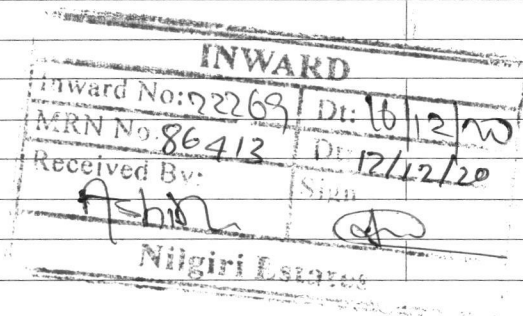 INWARD
Inward No: 22269 Dt: 16/12/20
MRN No. 86413 Dt: 12/12/20
Received By: Sign
Ashish
Nilgiri Estates